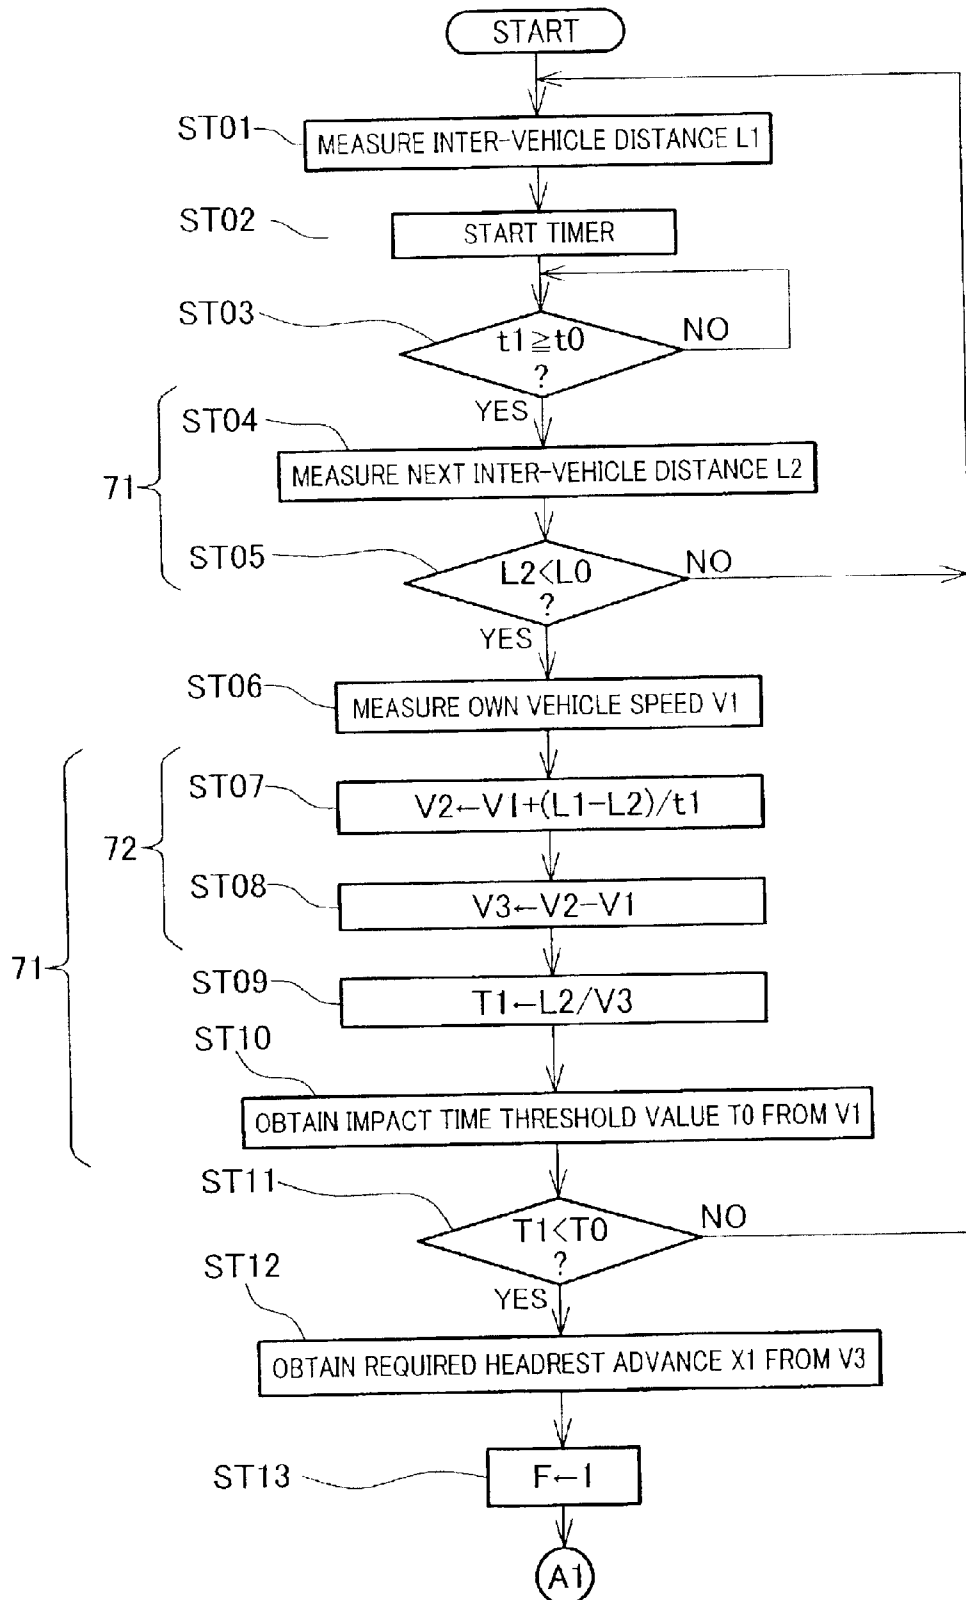 START
ST01
MEASURE INTER-VEHICLE DISTANCE L1
ST02
START TIMER
ST03
t1≧t0
?
NO
YES
ST04
MEASURE NEXT INTER-VEHICLE DISTANCE L2
71
ST05
L2<L0
?
NO
YES
ST06
MEASURE OWN VEHICLE SPEED V1
ST07
V2←V1+(L1-L2)/t1
72
ST08
V3←V2-V1
71
ST09
T1←L2/V3
ST10
OBTAIN IMPACT TIME THRESHOLD VALUE T0 FROM V1
ST11
T1<T0
?
NO
YES
ST12
OBTAIN REQUIRED HEADREST ADVANCE X1 FROM V3
ST13
F←1
A1